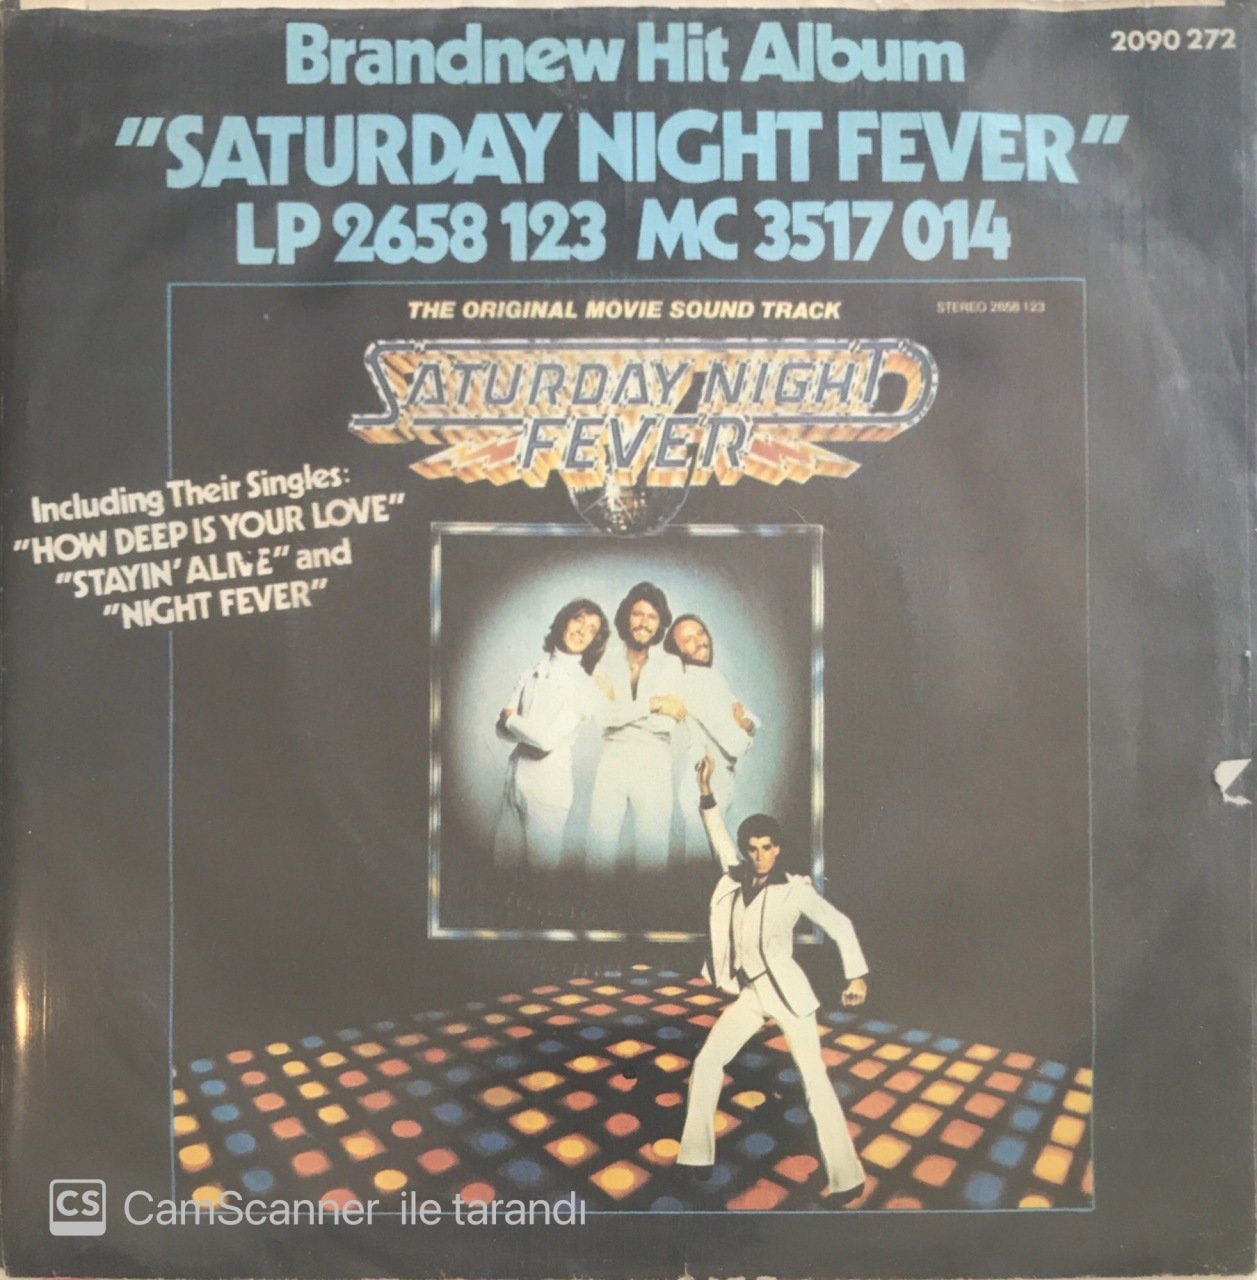 Brandnew Hit Album
2090 272
"SATURDAY NIGHT FEVER"
LP 2658 123 MC 3517 014
THE ORIGINAL MOVIE SOUND TRACK
STEREO 2658 123
SATURDAY NIGHT
FEVER
Including Their Singles:
"HOW DEEP IS YOUR LOVE"
"STAYIN' ALIVE" and
"NIGHT FEVER"
CS CamScanner ile tarandı